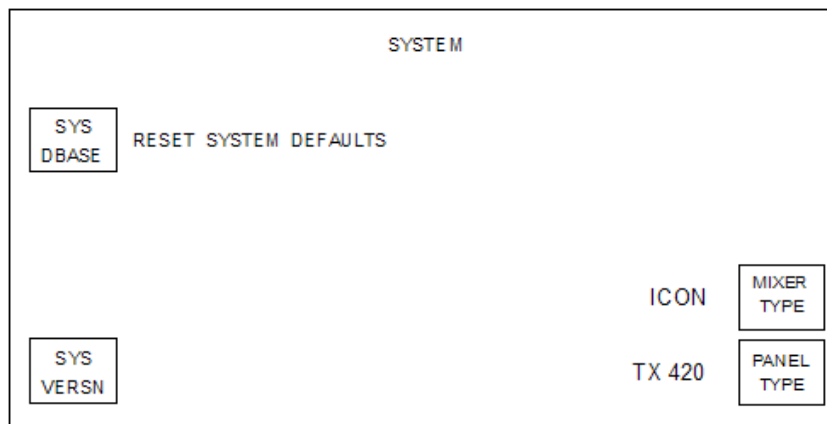 SYSTEM
SYS
DBASE
RESET SYSTEM DEFAULTS
ICON
MIXER
TYPE
SYS
VERSN
TX 420
PANEL
TYPE